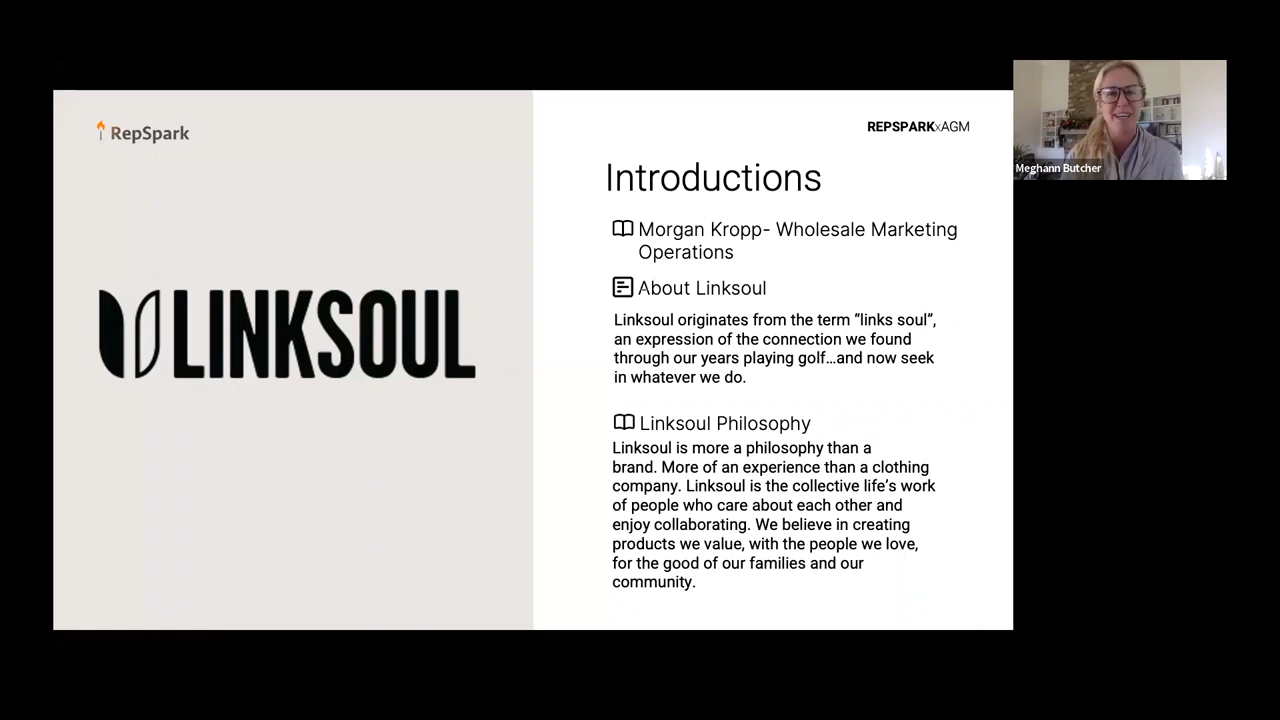 RepSpark
LINKSOUL
REPSPARKxAGM
Introductions
Morgan Kropp- Wholesale Marketing
Operations
About Linksoul
Linksoul originates from the term “links soul”,
an expression of the connection we found
through our years playing golf…and now seek
in whatever we do.
Linksoul Philosophy
Linksoul is more a philosophy than a
brand. More of an experience than a clothing
company. Linksoul is the collective life’s work
of people who care about each other and
enjoy collaborating. We believe in creating
products we value, with the people we love,
for the good of our families and our
community.
Meghann Butcher